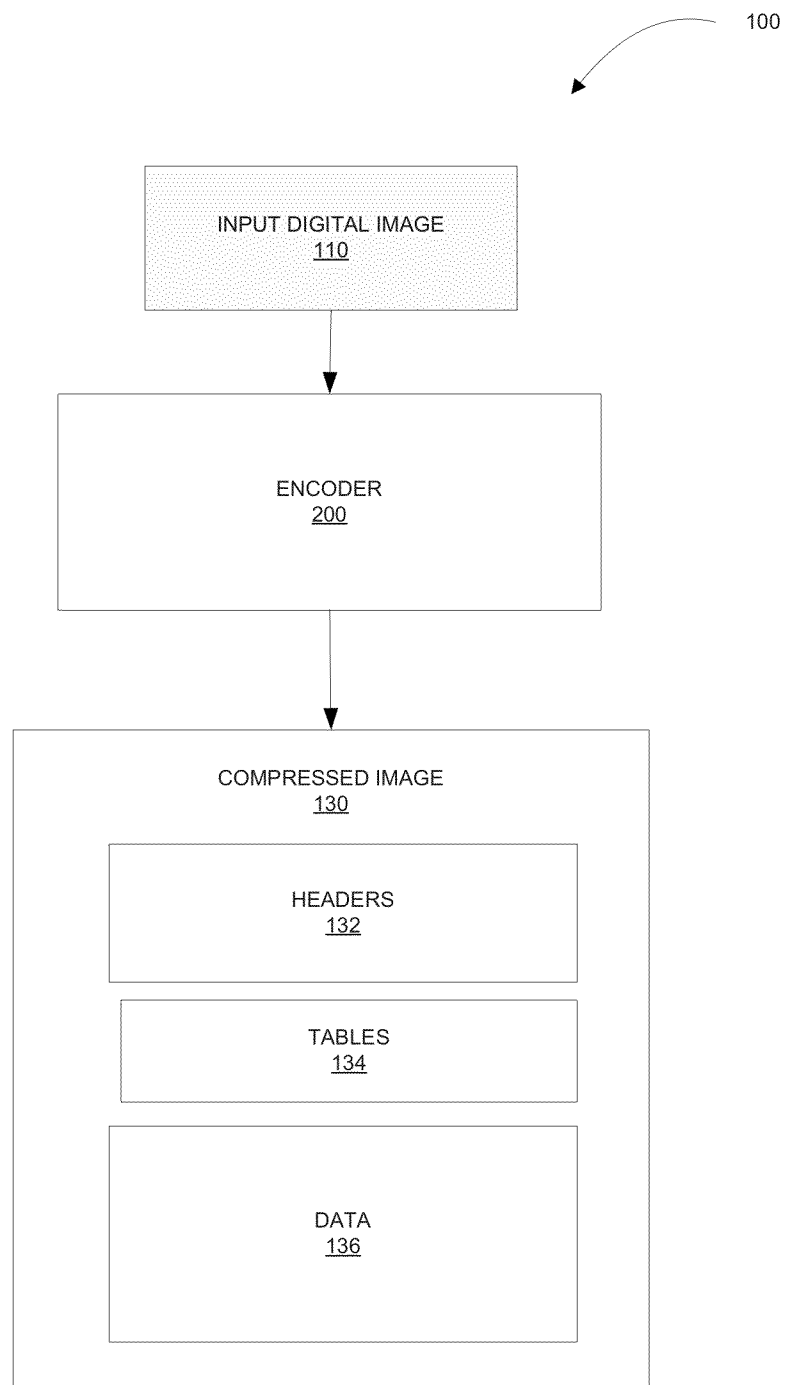 100
INPUT DIGITAL IMAGE
110
ENCODER
200
COMPRESSED IMAGE
130
HEADERS
132
TABLES
134
DATA
136